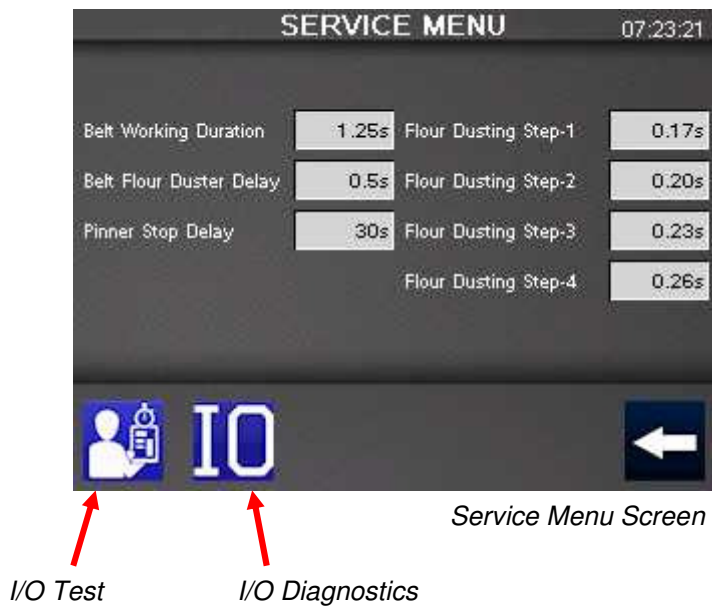 SERVICE MENU 07:23:21
Belt Working Duration 1.25s Flour Dusting Step-1 0.17s
Belt Flour Duster Delay 0.5s Flour Dusting Step-2 0.20s
Pinner Stop Delay 30s Flour Dusting Step-3 0.23s
Flour Dusting Step-4 0.26s
IO
Service Menu Screen
I/O Test I/O Diagnostics